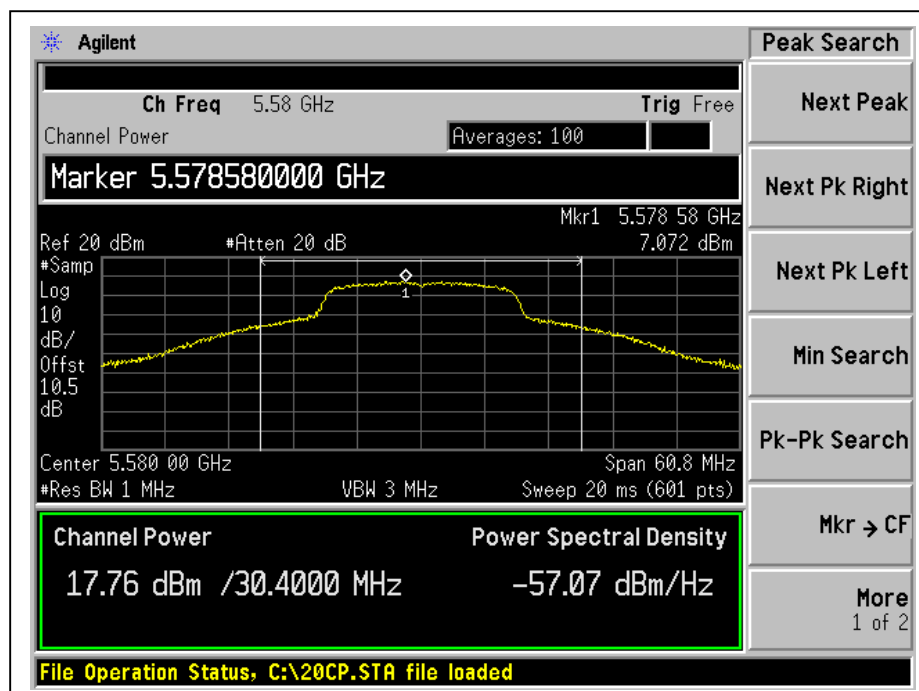 Agilent
Peak Search
Ch Freq 5.58 GHz Trig Free
Channel Power Averages: 100
Marker 5.578580000 GHz
Mkr1 5.578 58 GHz
Ref 20 dBm #Atten 20 dB 7.072 dBm
#Samp
Log
10
dB/
Offst
10.5
dB
1
Center 5.580 00 GHz Span 60.8 MHz
#Res BW 1 MHz VBW 3 MHz Sweep 20 ms (601 pts)
Channel Power Power Spectral Density
17.76 dBm /30.4000 MHz -57.07 dBm/Hz
File Operation Status, C:\20CP.STA file loaded
Next Peak
Next Pk Right
Next Pk Left
Min Search
Pk-Pk Search
Mkr → CF
More
1 of 2